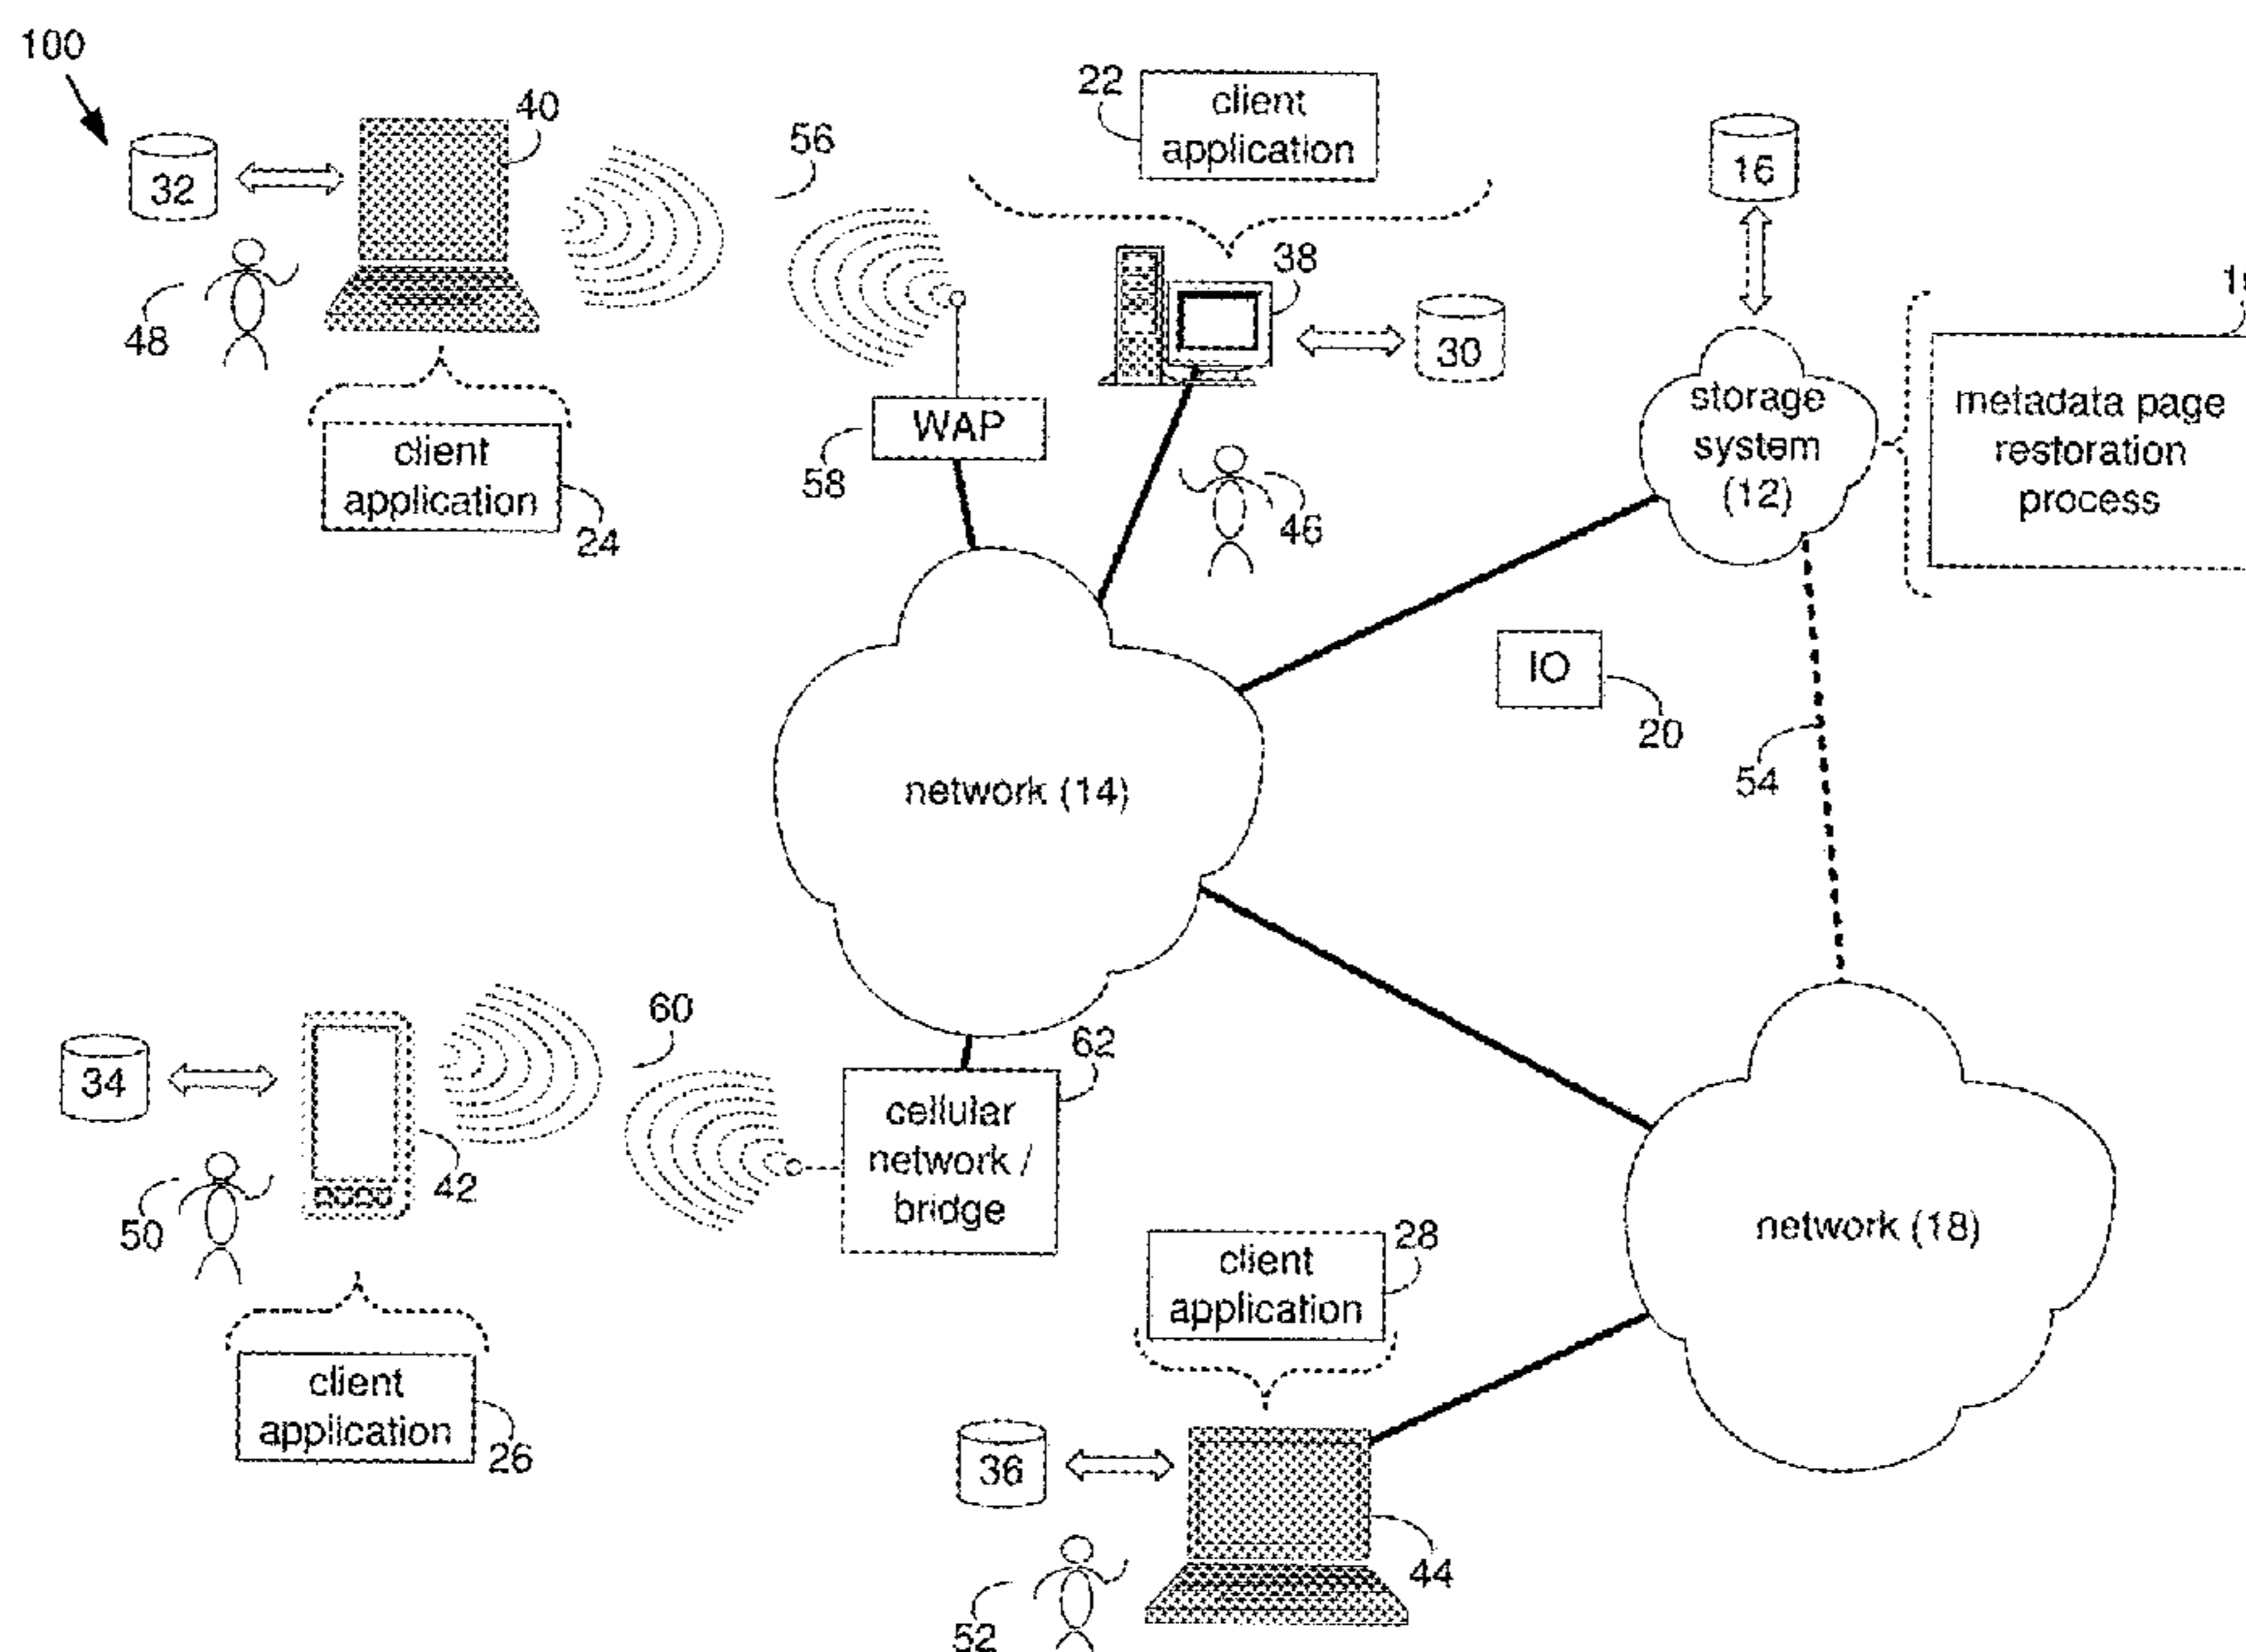 100
32
40
48
client
application
24
56
WAP
58
22
client
application
38
30
46
16
storage
system
(12)
metadata page
restoration
process
IO
20
54
network (14)
34
42
50
client
application
26
60
62
cellular
network /
bridge
client
application
28
36
44
52
network (18)